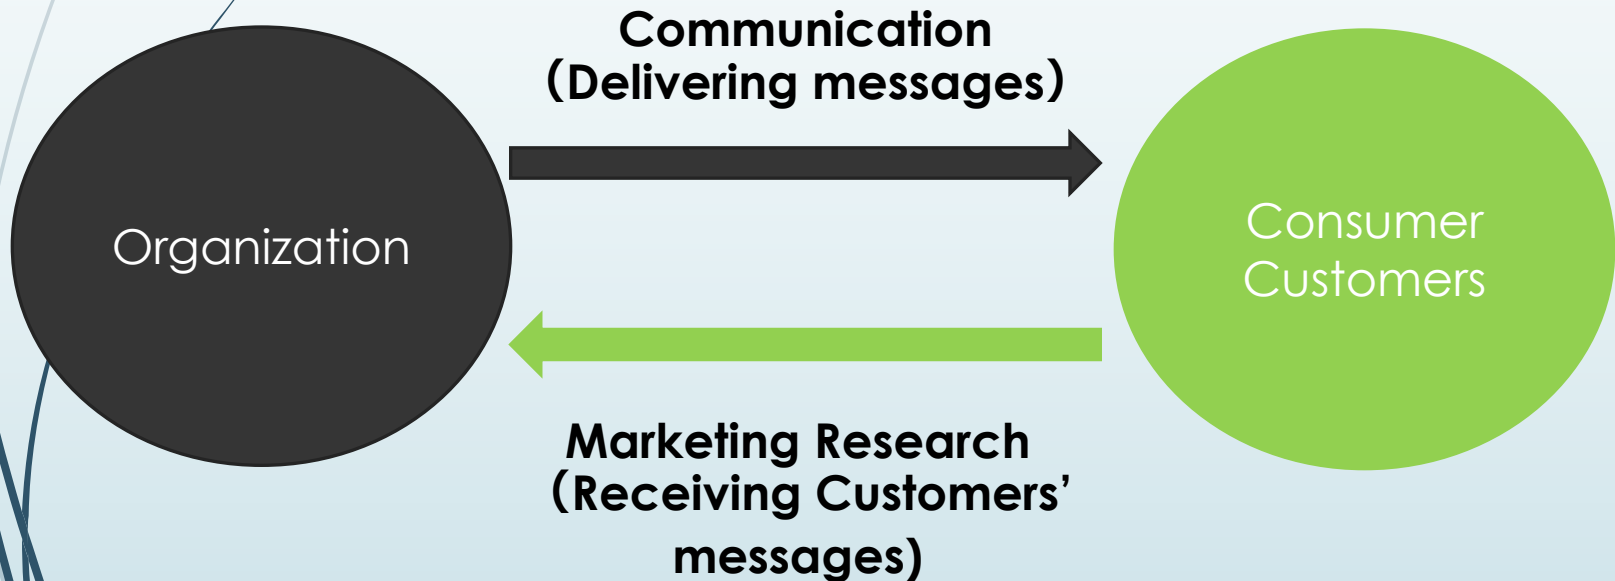 Communication
（Delivering messages）
Organization
Consumer
Customers
Marketing Research
（Receiving Customers’
messages)